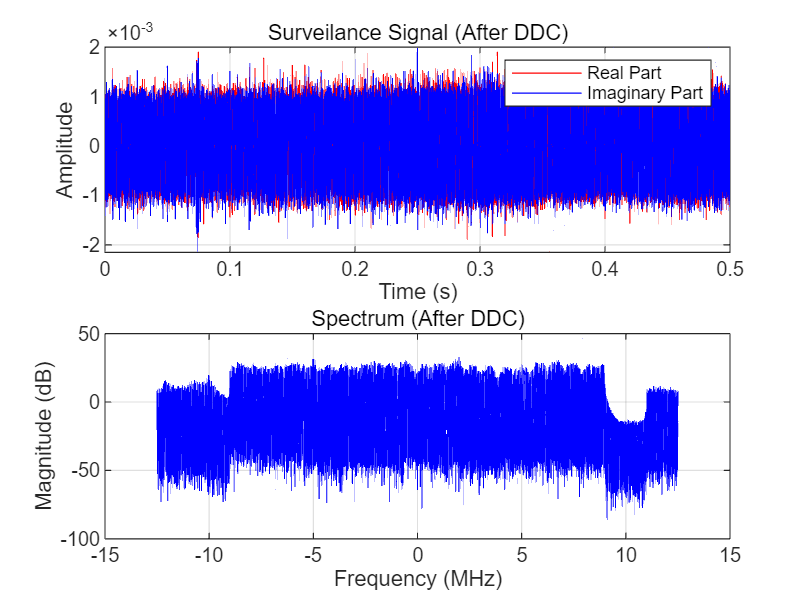 Surveilance Signal (After DDC)
×10-3
2
1
0
-1
-2
Amplitude
Real Part
Imaginary Part
0 0.1 0.2 0.3 0.4 0.5
Time (s)
Spectrum (After DDC)
50
0
-50
-100
Magnitude (dB)
-15 -10 -5 0 5 10 15
Frequency (MHz)